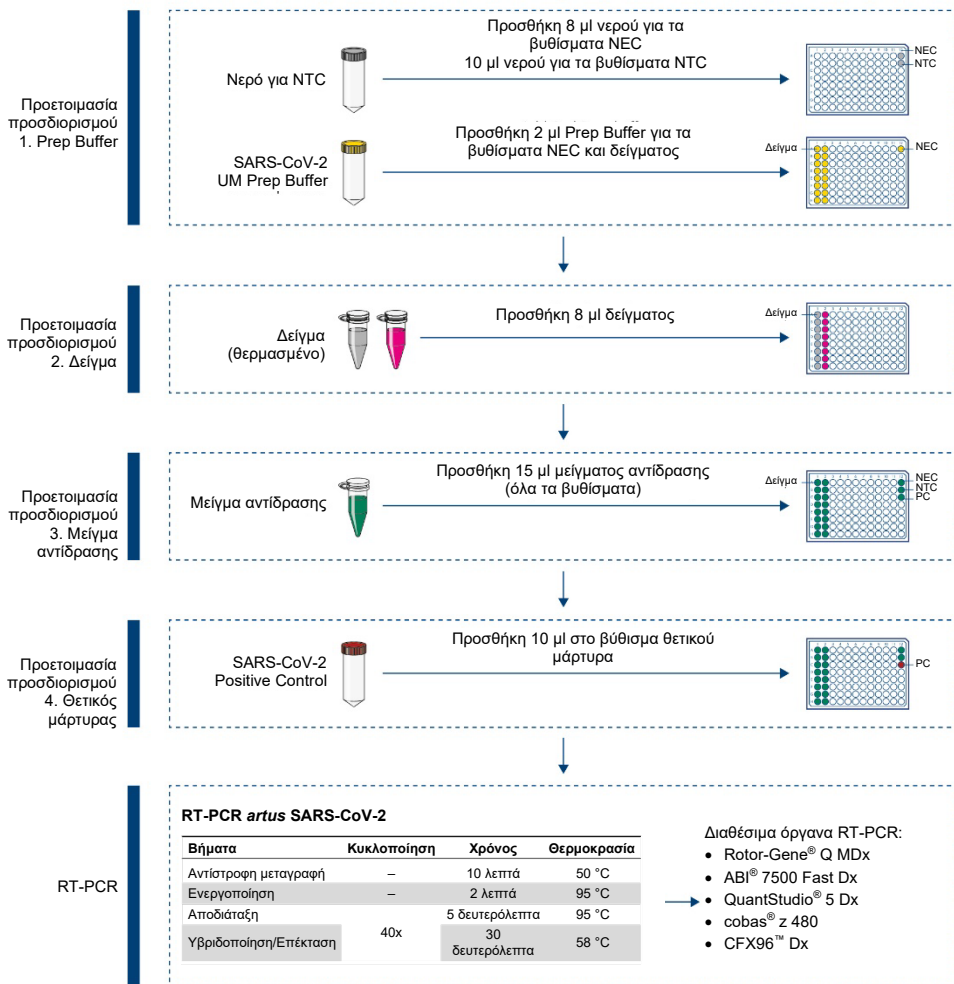 Προετοιμασία
προσδιορισμού
1. Prep Buffer
Νερό για NTC
Προσθήκη 8 µl νερού για τα
βυθίσματα NEC
10 µl νερού για τα βυθίσματα NTC
NEC
NTC
SARS-CoV-2
UM Prep Buffer
Προσθήκη 2 µl Prep Buffer για τα
βυθίσματα NEC και δείγματος
Δείγμα
NEC
Προετοιμασία
προσδιορισμού
2. Δείγμα
Δείγμα
(θερμασμένο)
Προσθήκη 8 µl δείγματος
Δείγμα
Προετοιμασία
προσδιορισμού
3. Μείγμα
αντίδρασης
Μείγμα αντίδρασης
Προσθήκη 15 µl μείγματος αντίδρασης
(όλα τα βυθίσματα)
Δείγμα
NEC
NTC
PC
Προετοιμασία
προσδιορισμού
4. Θετικός
μάρτυρας
SARS-CoV-2
Positive Control
Προσθήκη 10 µl στο βύθισμα θετικού
μάρτυρα
PC
RT-PCR
RT-PCR artus SARS-CoV-2
Βήματα Κυκλοποίηση Χρόνος Θερμοκρασία
Αντίστροφη μεταγραφή – 10 λεπτά 50 °C
Ενεργοποίηση – 2 λεπτά 95 °C
Αποδιάταξη 40x 5 δευτερόλεπτα 95 °C
Υβριδοποίηση/Επέκταση 30 δευτερόλεπτα 58 °C
Διαθέσιμα όργανα RT-PCR:
• Rotor-Gene® Q MDx
• ABI® 7500 Fast Dx
• QuantStudio® 5 Dx
• cobas® z 480
• CFX96™ Dx